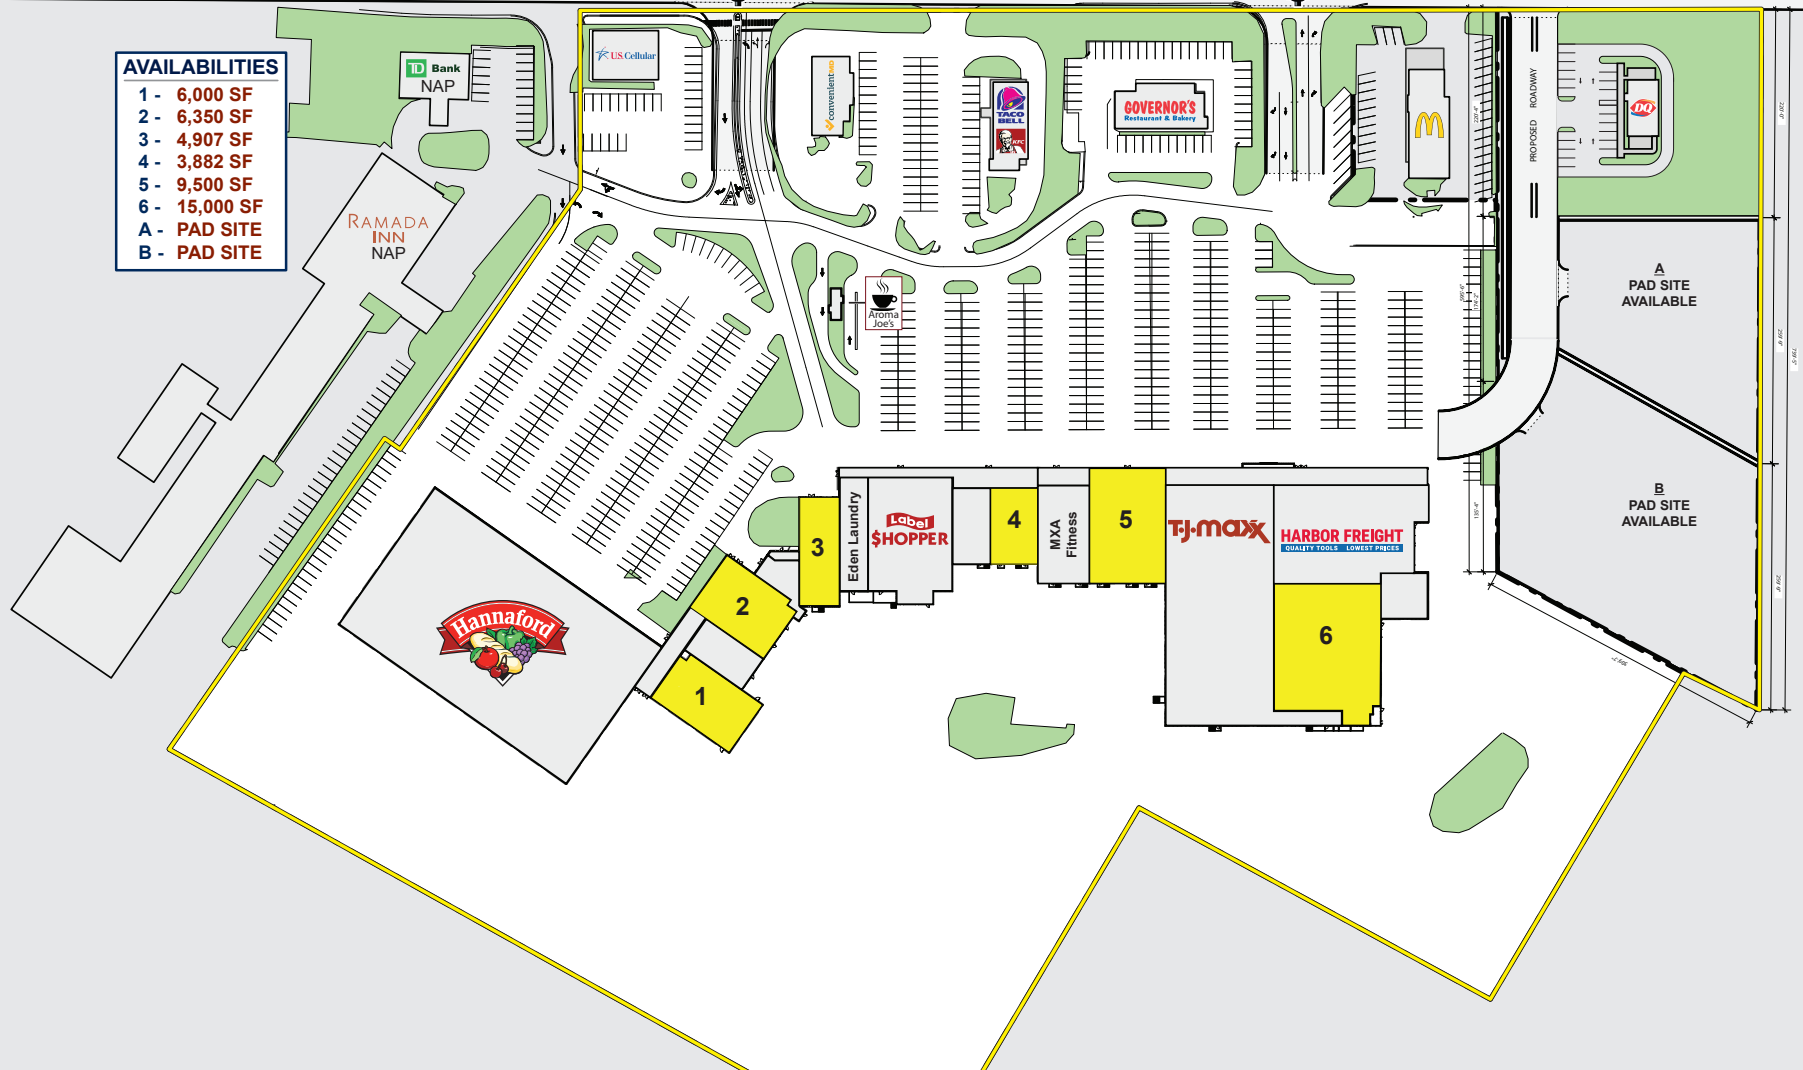 AVAILABILITIES
1 - 6,000 SF
2 - 6,350 SF
3 - 4,907 SF
4 - 3,882 SF
5 - 9,500 SF
6 - 15,000 SF
A - PAD SITE
B - PAD SITE
TD Bank
NAP
US Cellular
convenientMD
TACO
BELL
KFC
GOVERNOR'S
Restaurant & Bakery
M
PROPOSED ROADWAY
DQ
RAMADA
INN
NAP
Aroma
Joe's
A
PAD SITE
AVAILABLE
B
PAD SITE
AVAILABLE
Hannaford
1
2
3
Eden Laundry
Label
$HOPPER
4
MXA
Fitness
5
T·J·maxx
HARBOR FREIGHT
QUALITY TOOLS LOWEST PRICES
6